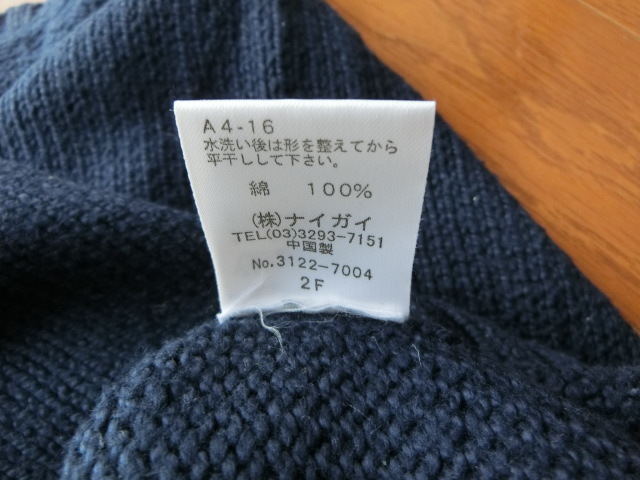 A4-16
水洗い後は形を整えてから
平干しして下さい。
綿 100%
(株)ナイガイ
TEL(03)3293-7151
中国製
No.3122-7004
2F